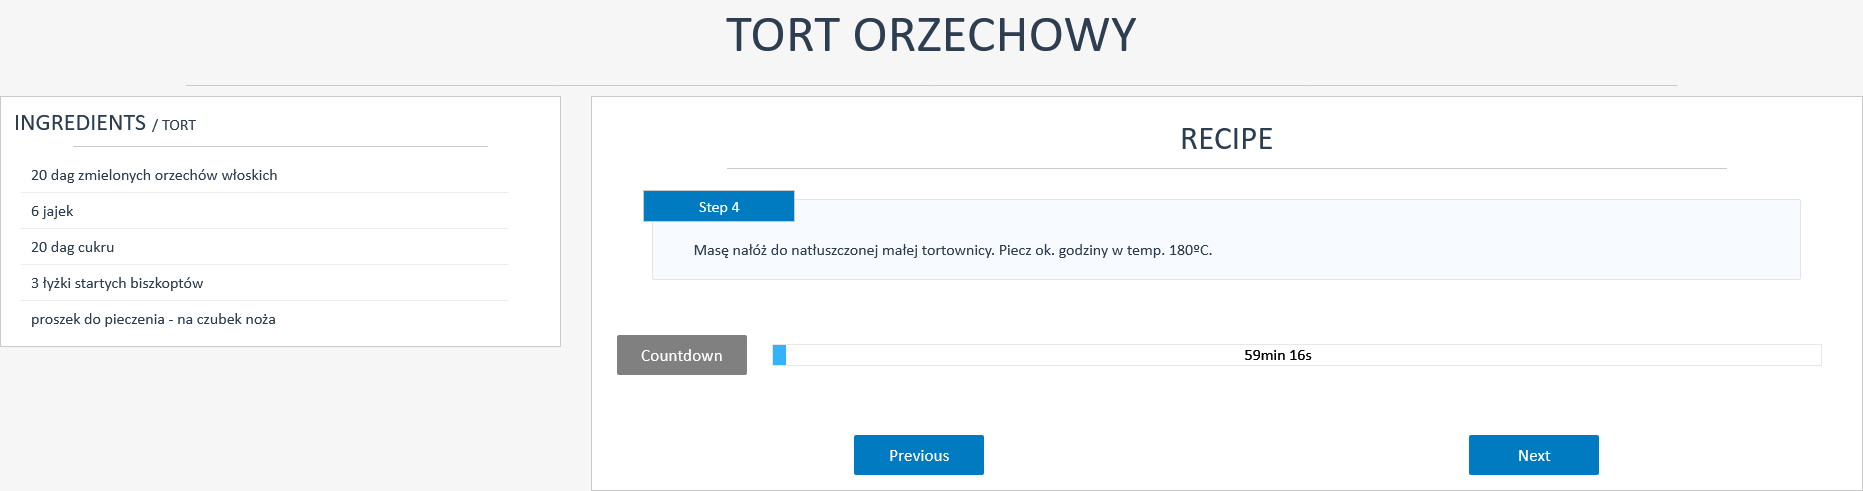 TORT ORZECHOWY
INGREDIENTS / TORT
20 dag zmielonych orzechów włoskich
6 jajek
20 dag cukru
3 łyżki startych biszkoptów
proszek do pieczenia - na czubek noża
RECIPE
Step 4
Masę nałóż do natłuszczonej małej tortownicy. Piecz ok. godziny w temp. 180ºC.
Countdown
59min 16s
Previous
Next